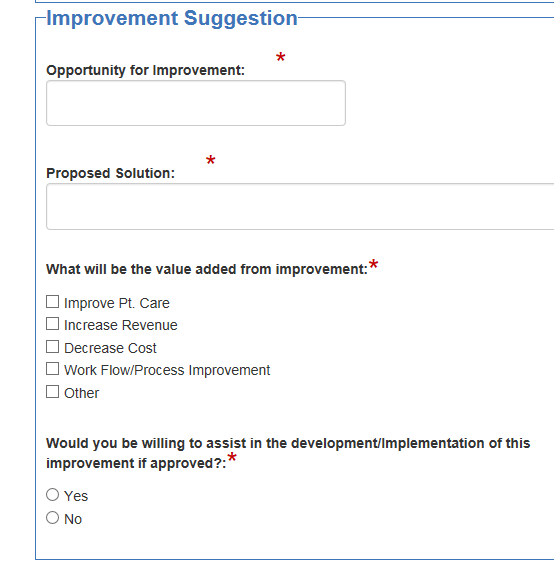 Improvement Suggestion
*
Opportunity for Improvement:
*
Proposed Solution:
What will be the value added from improvement:*
Improve Pt. Care
Increase Revenue
Decrease Cost
Work Flow/Process Improvement
Other
Would you be willing to assist in the development/Implementation of this
improvement if approved?:*
Yes
No